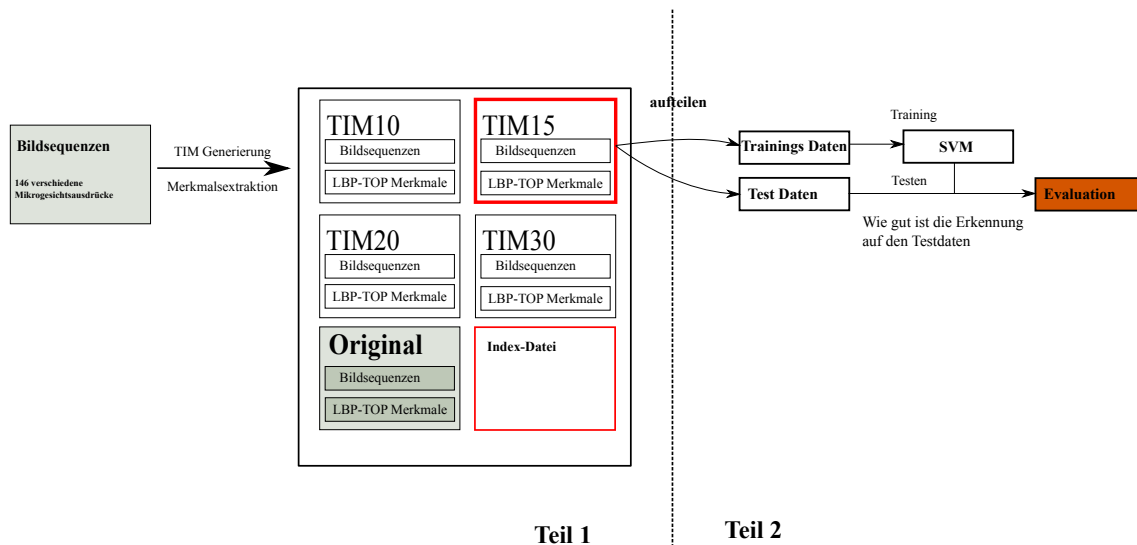 Bildsequenzen
146 verschiedene
Mikrogesichtsausdrücke
TIM Generierung
Merkmalsextraktion
TIM10
Bildsequenzen
LBP-TOP Merkmale
TIM15
Bildsequenzen
LBP-TOP Merkmale
TIM20
Bildsequenzen
LBP-TOP Merkmale
TIM30
Bildsequenzen
LBP-TOP Merkmale
Original
Bildsequenzen
LBP-TOP Merkmale
Index-Datei
aufteilen
Trainings Daten
Training
SVM
Test Daten
Testen
Evaluation
Wie gut ist die Erkennung
auf den Testdaten
Teil 1
Teil 2